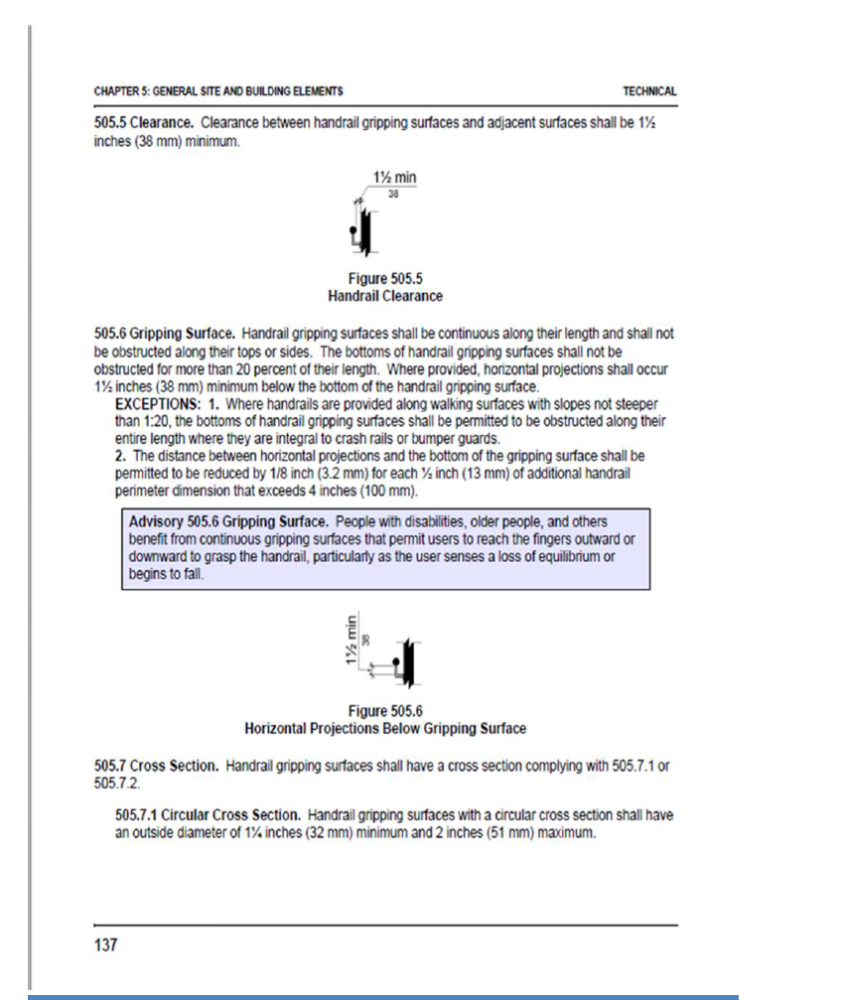 CHAPTER 5: GENERAL SITE AND BUILDING ELEMENTS TECHNICAL
505.5 Clearance. Clearance between handrail gripping surfaces and adjacent surfaces shall be 1½
inches (38 mm) minimum.
1½ min
38
Figure 505.5
Handrail Clearance
505.6 Gripping Surface. Handrail gripping surfaces shall be continuous along their length and shall not
be obstructed along their tops or sides. The bottoms of handrail gripping surfaces shall not be
obstructed for more than 20 percent of their length. Where provided, horizontal projections shall occur
1½ inches (38 mm) minimum below the bottom of the handrail gripping surface.
EXCEPTIONS: 1. Where handrails are provided along walking surfaces with slopes not steeper
than 1:20, the bottoms of handrail gripping surfaces shall be permitted to be obstructed along their
entire length where they are integral to crash rails or bumper guards.
2. The distance between horizontal projections and the bottom of the gripping surface shall be
permitted to be reduced by 1/8 inch (3.2 mm) for each ½ inch (13 mm) of additional handrail
perimeter dimension that exceeds 4 inches (100 mm).
Advisory 505.6 Gripping Surface. People with disabilities, older people, and others
benefit from continuous gripping surfaces that permit users to reach the fingers outward or
downward to grasp the handrail, particularly as the user senses a loss of equilibrium or
begins to fall.
1½ min
38
Figure 505.6
Horizontal Projections Below Gripping Surface
505.7 Cross Section. Handrail gripping surfaces shall have a cross section complying with 505.7.1 or
505.7.2.
505.7.1 Circular Cross Section. Handrail gripping surfaces with a circular cross section shall have
an outside diameter of 1¼ inches (32 mm) minimum and 2 inches (51 mm) maximum.
137